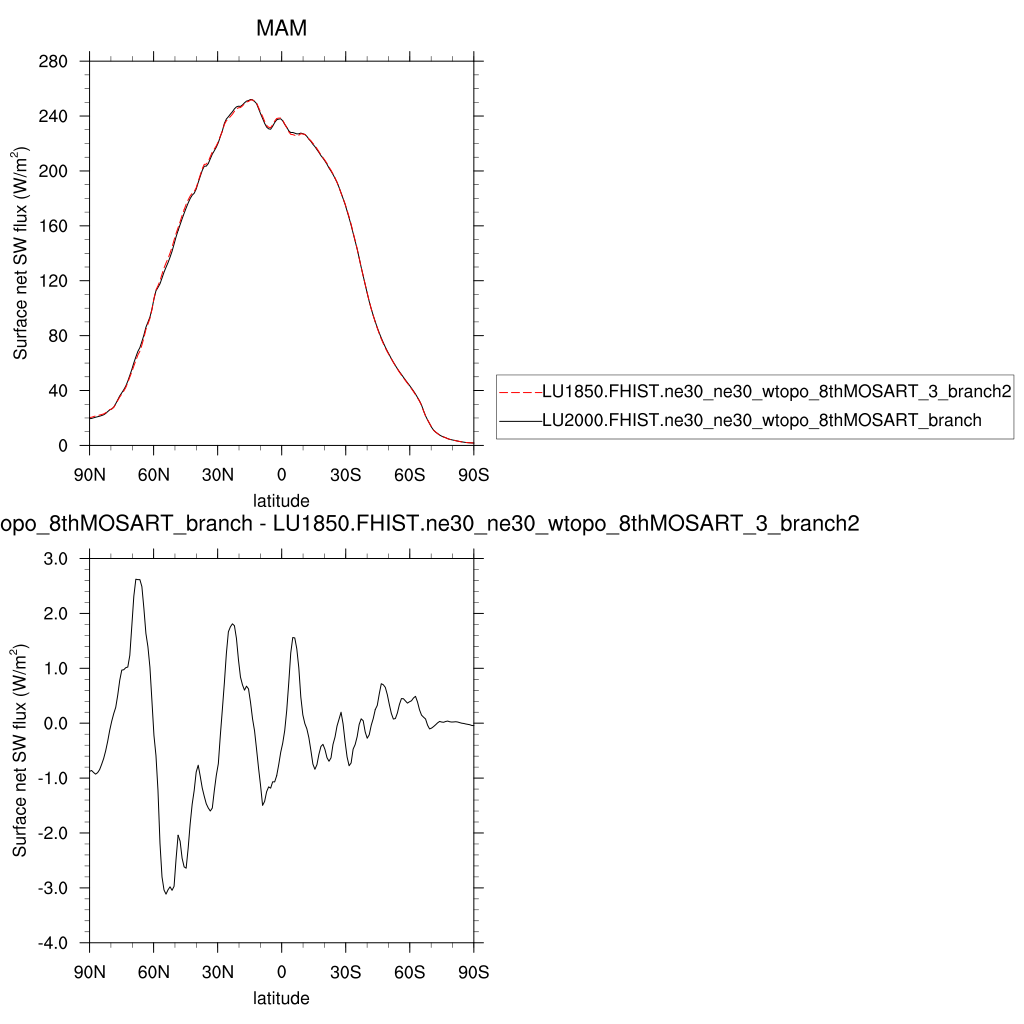 MAM
280
240
200
160
120
80
40
0
Surface net SW flux (W/m²)
90N 60N 30N 0 30S 60S 90S
latitude
LU1850.FHIST.ne30_ne30_wtopo_8thMOSART_3_branch2
LU2000.FHIST.ne30_ne30_wtopo_8thMOSART_branch
opo_8thMOSART_branch - LU1850.FHIST.ne30_ne30_wtopo_8thMOSART_3_branch2
3.0
2.0
1.0
0.0
-1.0
-2.0
-3.0
-4.0
Surface net SW flux (W/m²)
90N 60N 30N 0 30S 60S 90S
latitude